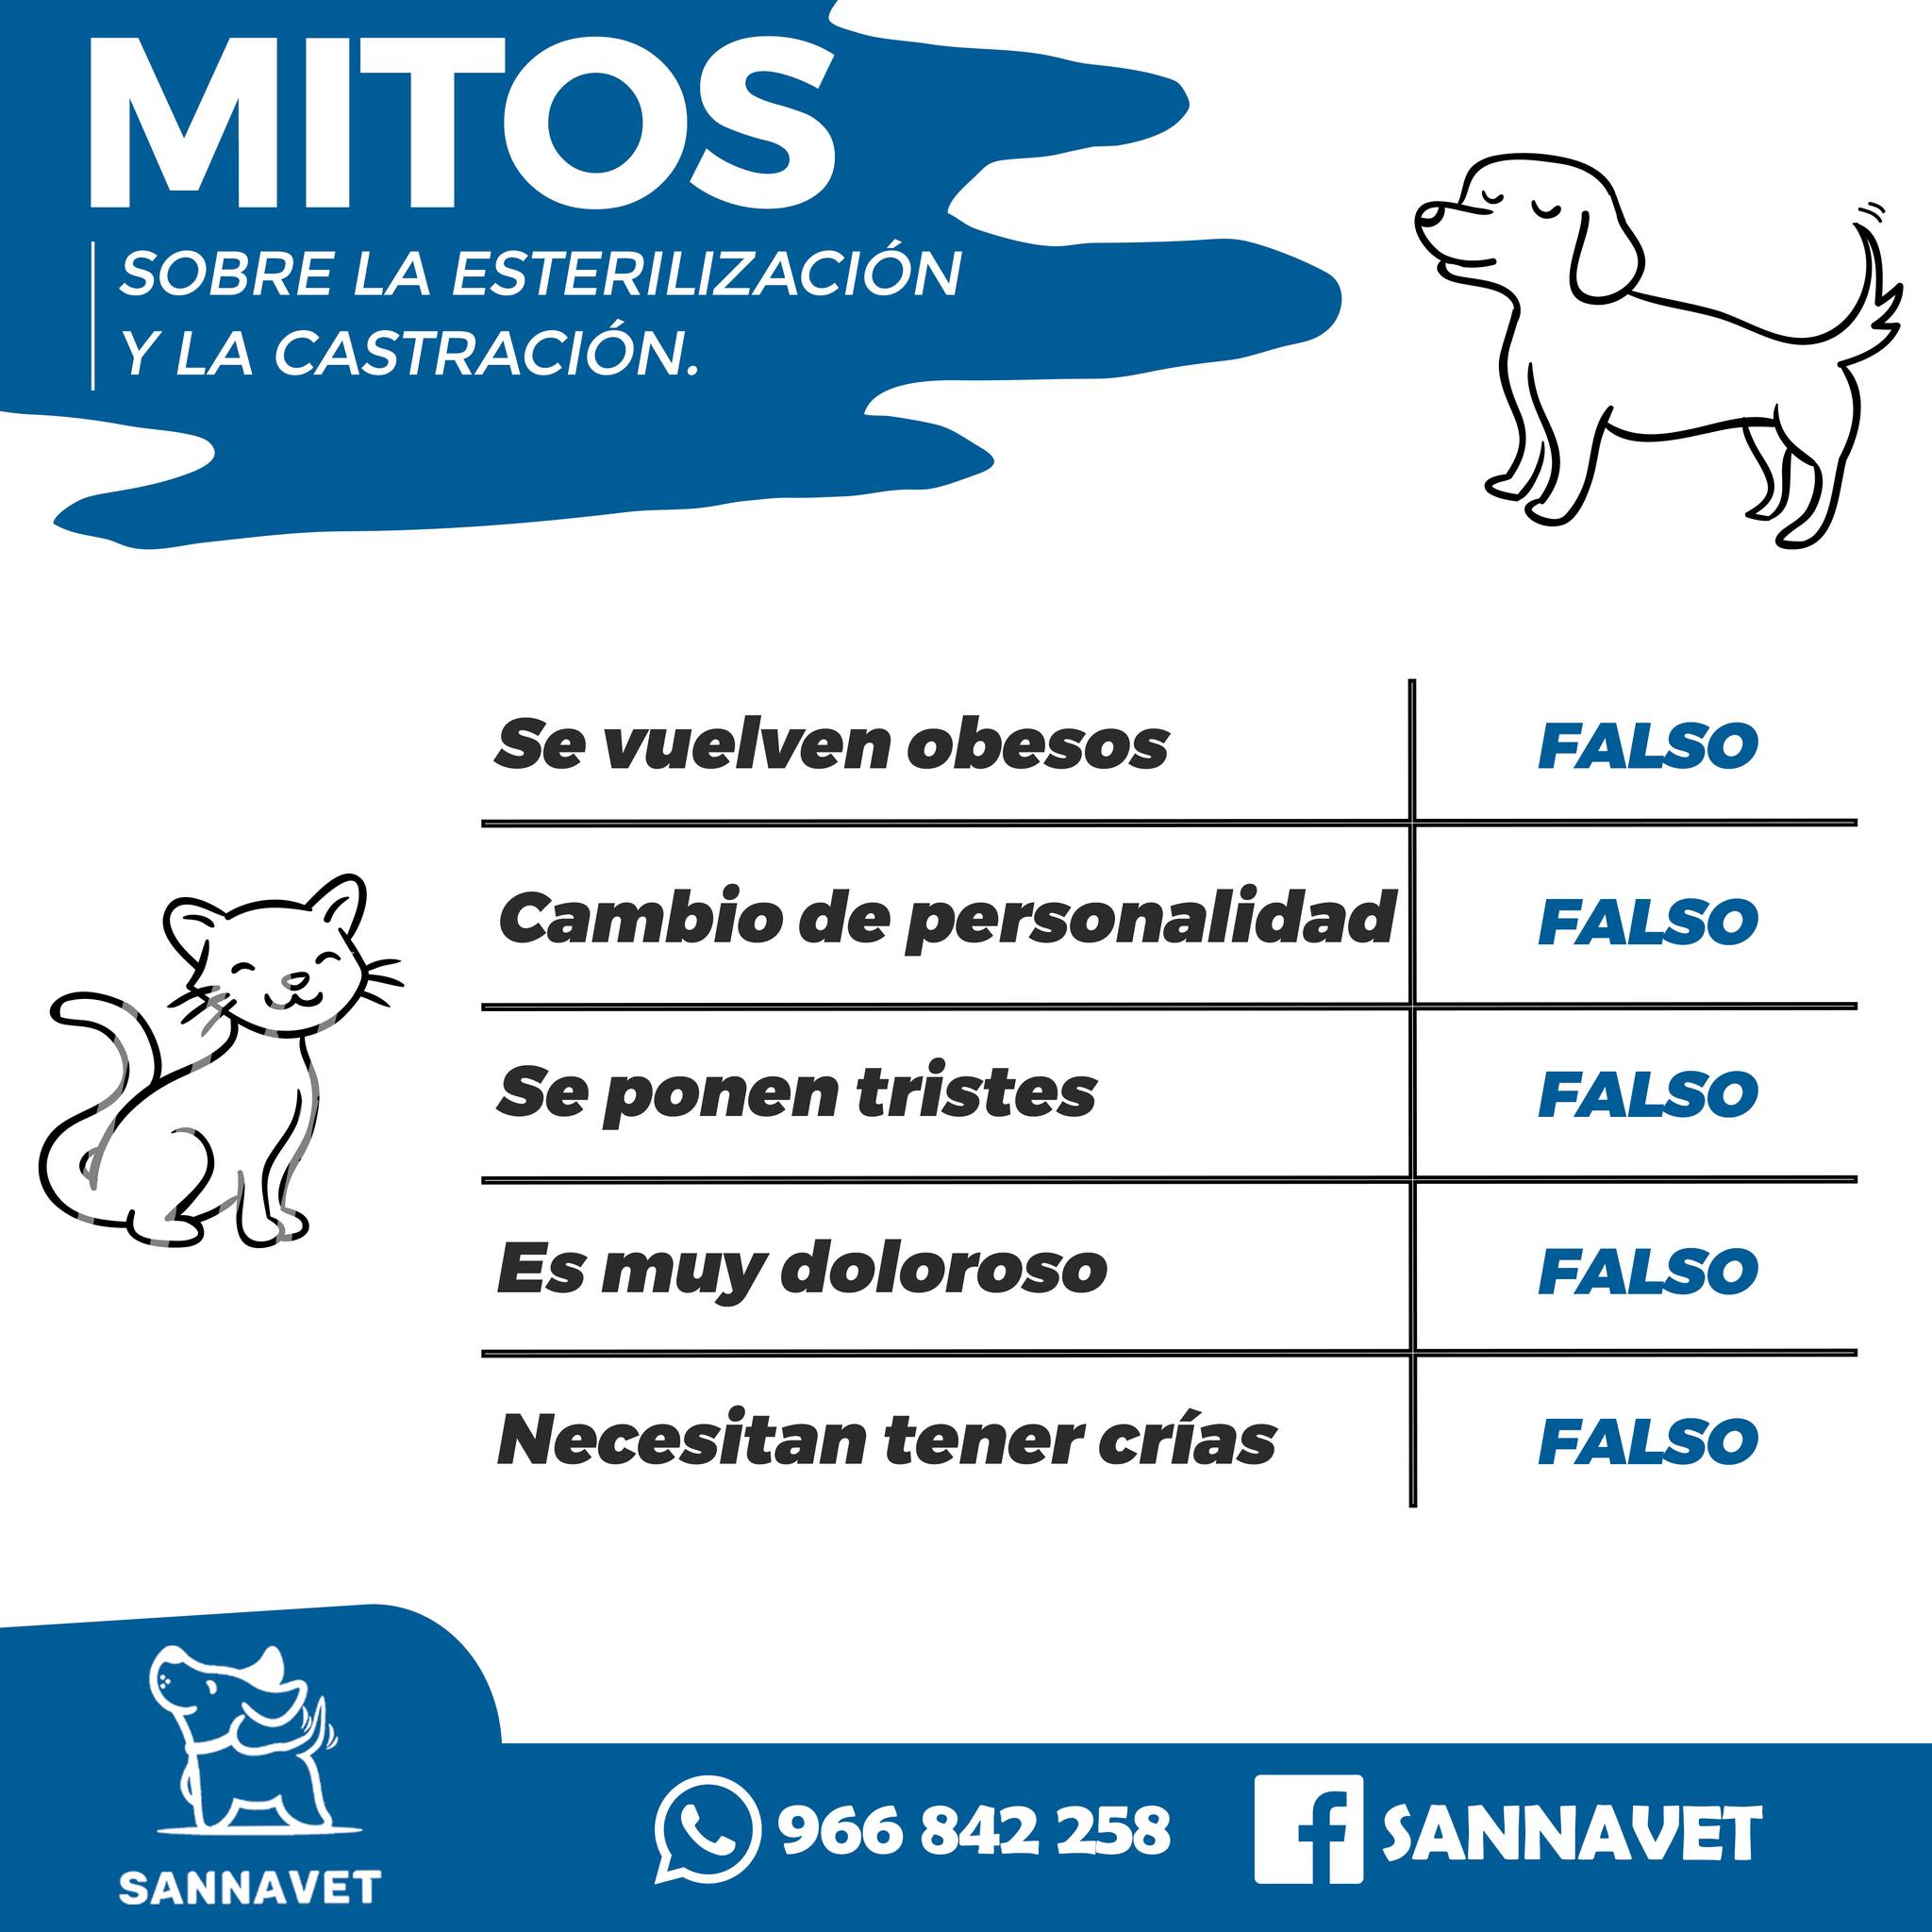 MITOS
SOBRE LA ESTERILIZACIÓN
Y LA CASTRACIÓN.
Se vuelven obesos FALSO
Cambio de personalidad FALSO
Se ponen tristes FALSO
Es muy doloroso FALSO
Necesitan tener crías FALSO
SANNAVET
966 842 258
SANNAVET